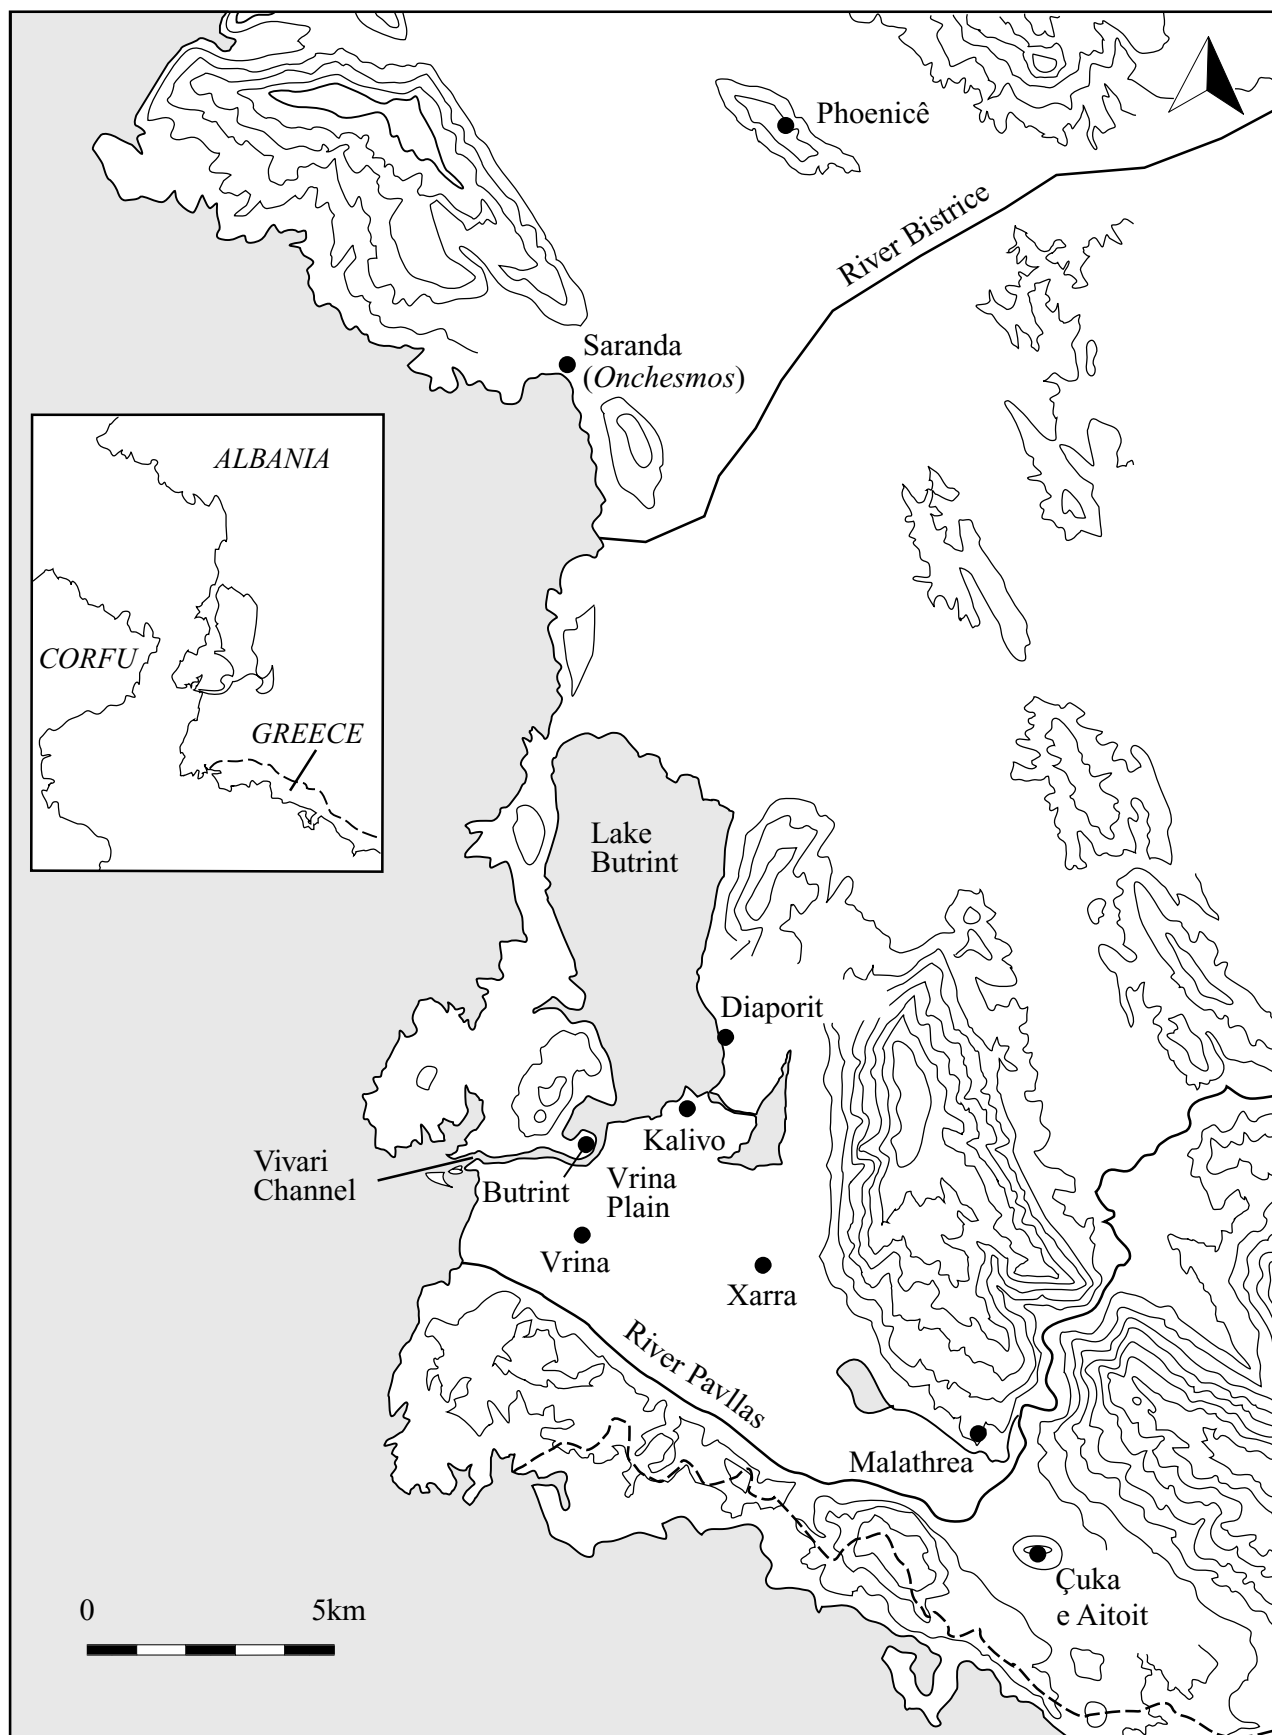 Phoenicê
River Bistrice
Saranda
(Onchesmos)
ALBANIA
CORFU
GREECE
Lake
Butrint
Diaporit
Kalivo
Vivari
Channel
Butrint
Vrina
Plain
Vrina
Xarra
River Pavllas
Malathrea
Çuka
e Aitoit
0 5km